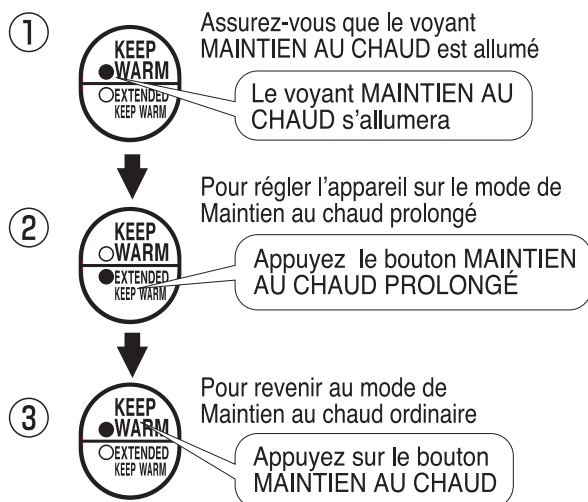 ①
Assurez-vous que le voyant
MAINTIEN AU CHAUD est allumé
KEEP
●WARM
○EXTENDED
KEEP WARM
Le voyant MAINTIEN AU
CHAUD s'allumera
②
Pour régler l'appareil sur le mode de
Maintien au chaud prolongé
KEEP
○WARM
●EXTENDED
KEEP WARM
Appuyez le bouton MAINTIEN
AU CHAUD PROLONGÉ
③
Pour revenir au mode de
Maintien au chaud ordinaire
KEEP
●WARM
○EXTENDED
KEEP WARM
Appuyez sur le bouton
MAINTIEN AU CHAUD